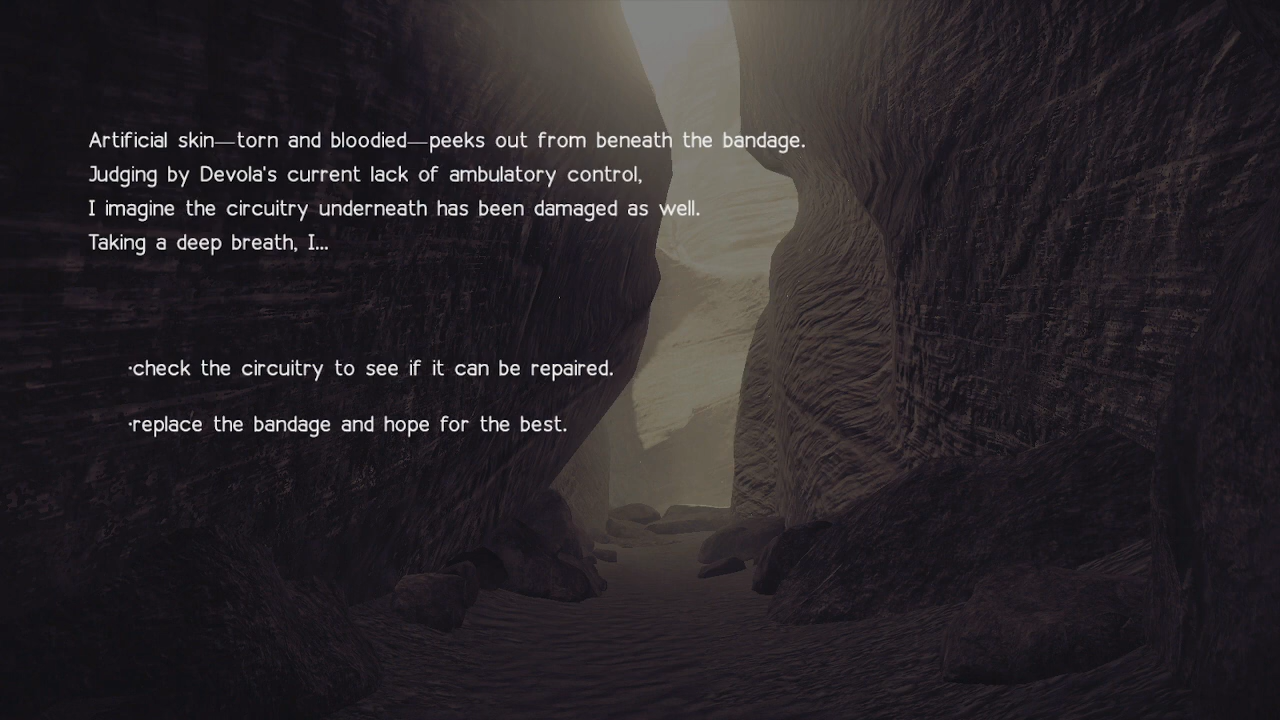 Artificial skin—torn and bloodied—peeks out from beneath the bandage.
Judging by Devola's current lack of ambulatory control,
I imagine the circuitry underneath has been damaged as well.
Taking a deep breath, I...
·check the circuitry to see if it can be repaired.
·replace the bandage and hope for the best.